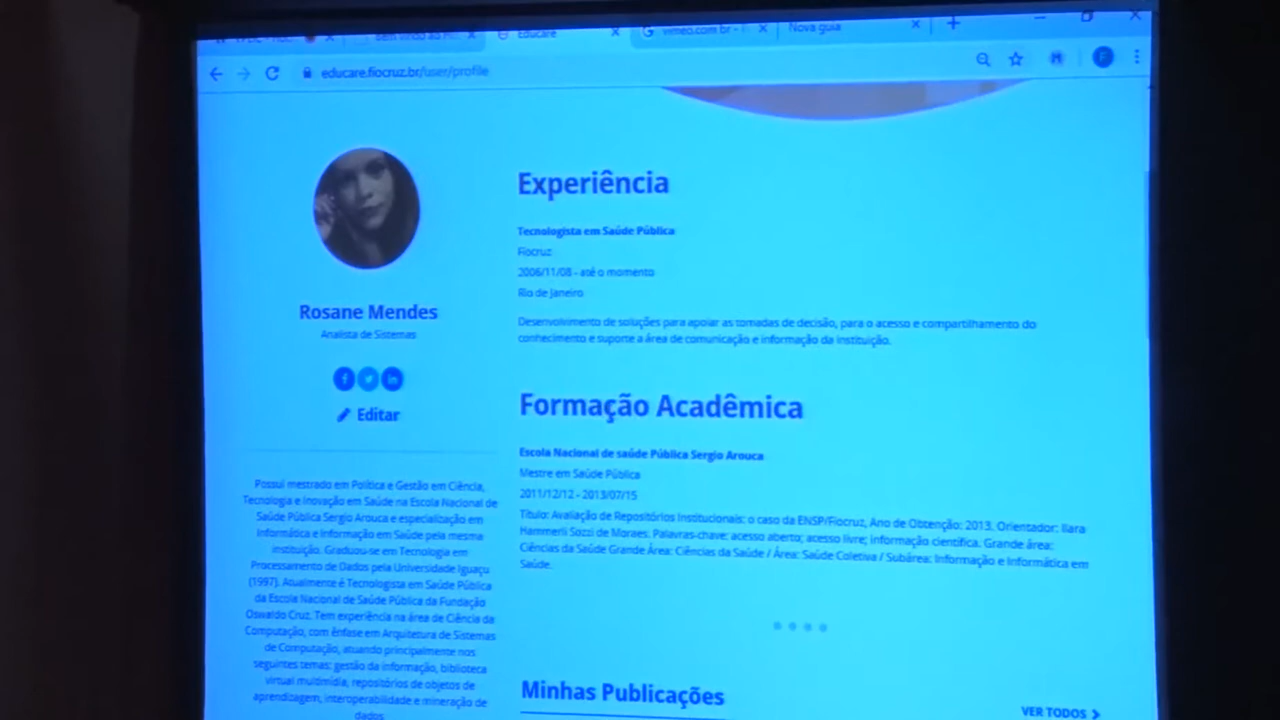 Educare
vimeo.com br -
Nova guia
educare.fiocruz.br/user/profile
Rosane Mendes
Analista de Sistemas
Editar
Possui mestrado em Política e Gestão em Ciência,
Tecnologia e Inovação em Saúde na Escola Nacional de
Saúde Pública Sergio Arouca e especialização em
Informática e Informação em Saúde pela mesma
instituição. Graduou-se em Tecnologia em
Processamento de Dados pela Universidade Iguaçu
(1997). Atualmente é Tecnologista em Saúde Pública
da Escola Nacional de Saúde Pública da Fundação
Oswaldo Cruz. Tem experiência na área de Ciência da
Computação, com ênfase em Arquitetura de Sistemas
de Computação, atuando principalmente nos
seguintes temas: gestão da informação, biblioteca
virtual multimídia, repositórios de objetos de
aprendizagem, interoperabilidade e mineração de
dados
Experiência
Tecnologista em Saúde Pública
Fiocruz
2006/11/08 - até o momento
Rio de Janeiro
Desenvolvimento de soluções para apoiar as tomadas de decisão, para o acesso e compartilhamento do
conhecimento e suporte a área de comunicação e informação da instituição.
Formação Acadêmica
Escola Nacional de saúde Pública Sergio Arouca
Mestre em Saúde Pública
2011/12/12 - 2013/07/15
Título: Avaliação de Repositórios Institucionais: o caso da ENSP/Fiocruz, Ano de Obtenção: 2013. Orientador: Ilara
Hammerli Sozzi de Moraes. Palavras-chave: acesso aberto; acesso livre; informação científica. Grande área:
Ciências da Saúde Grande Área: Ciências da Saúde / Área: Saúde Coletiva / Subárea: Informação e Informática em
Saúde.
Minhas Publicações
VER TODOS